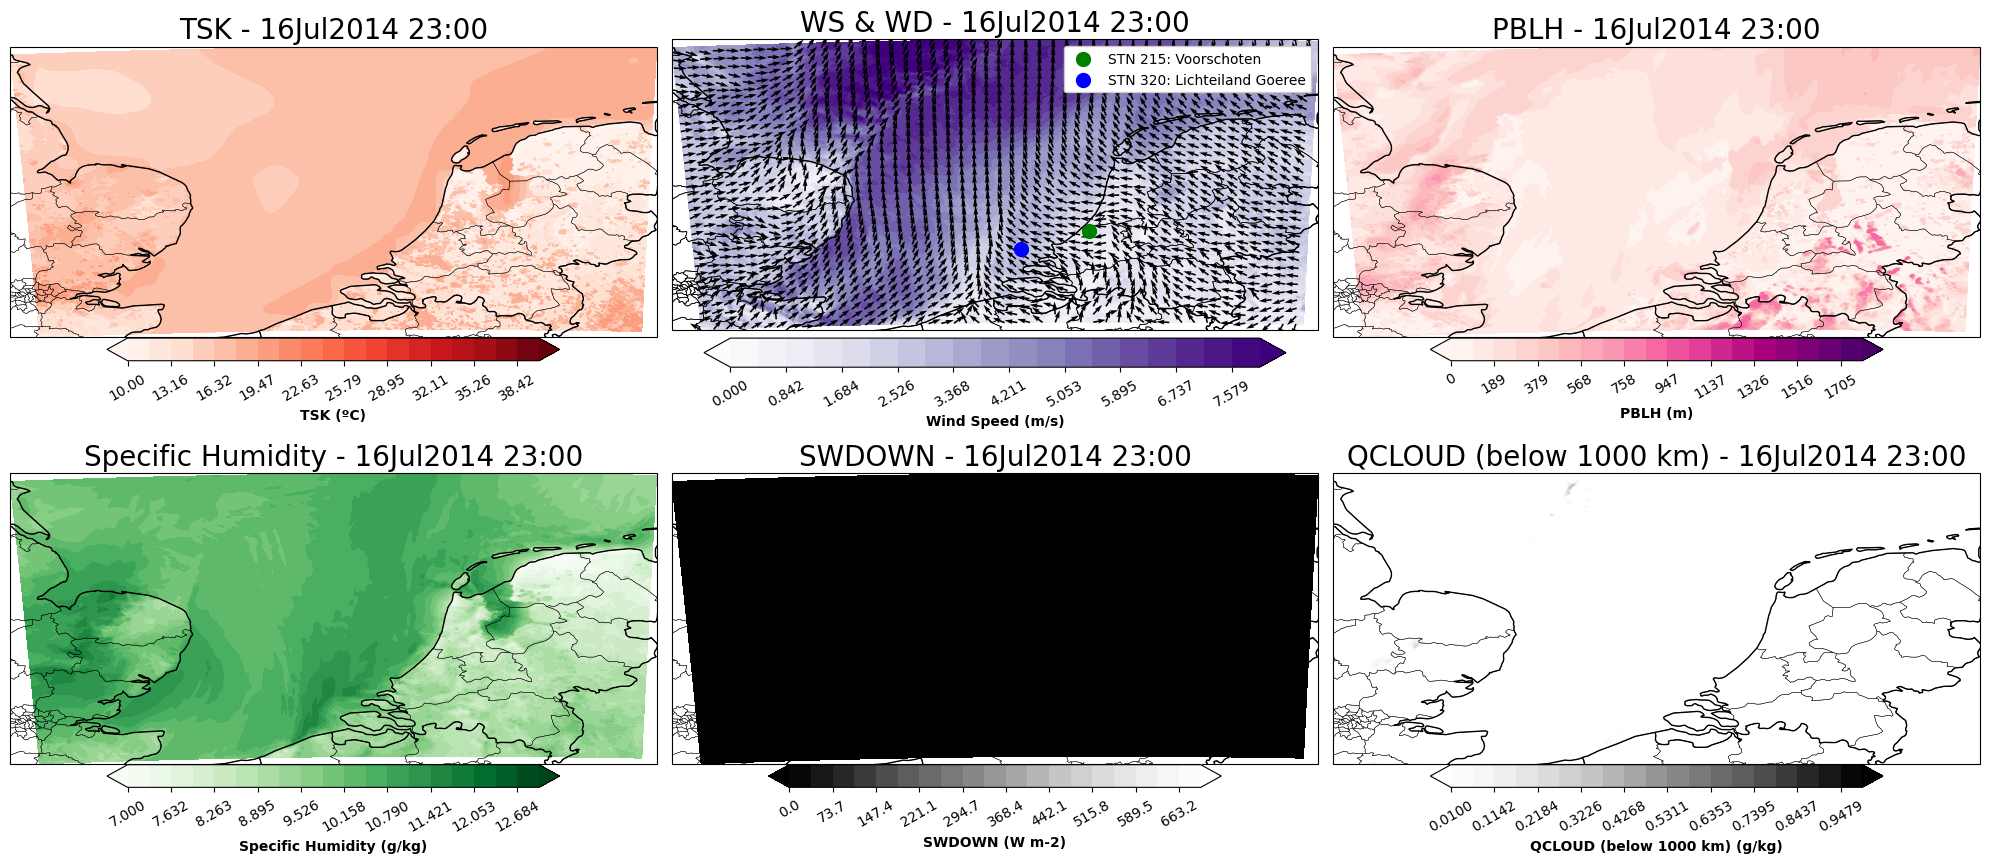 TSK - 16Jul2014 23:00
10.00 13.16 16.32 19.47 22.63 25.79 28.95 32.11 35.26 38.42
TSK (ºC)
WS & WD - 16Jul2014 23:00
STN 215: Voorschoten
STN 320: Lichteiland Goeree
0.000 0.842 1.684 2.526 3.368 4.211 5.053 5.895 6.737 7.579
Wind Speed (m/s)
PBLH - 16Jul2014 23:00
0 189 379 568 758 947 1137 1326 1516 1705
PBLH (m)
Specific Humidity - 16Jul2014 23:00
7.000 7.632 8.263 8.895 9.526 10.158 10.790 11.421 12.053 12.684
Specific Humidity (g/kg)
SWDOWN - 16Jul2014 23:00
0.0 73.7 147.4 221.1 294.7 368.4 442.1 515.8 589.5 663.2
SWDOWN (W m-2)
QCLOUD (below 1000 km) - 16Jul2014 23:00
0.0100 0.1142 0.2184 0.3226 0.4268 0.5311 0.6353 0.7395 0.8437 0.9479
QCLOUD (below 1000 km) (g/kg)